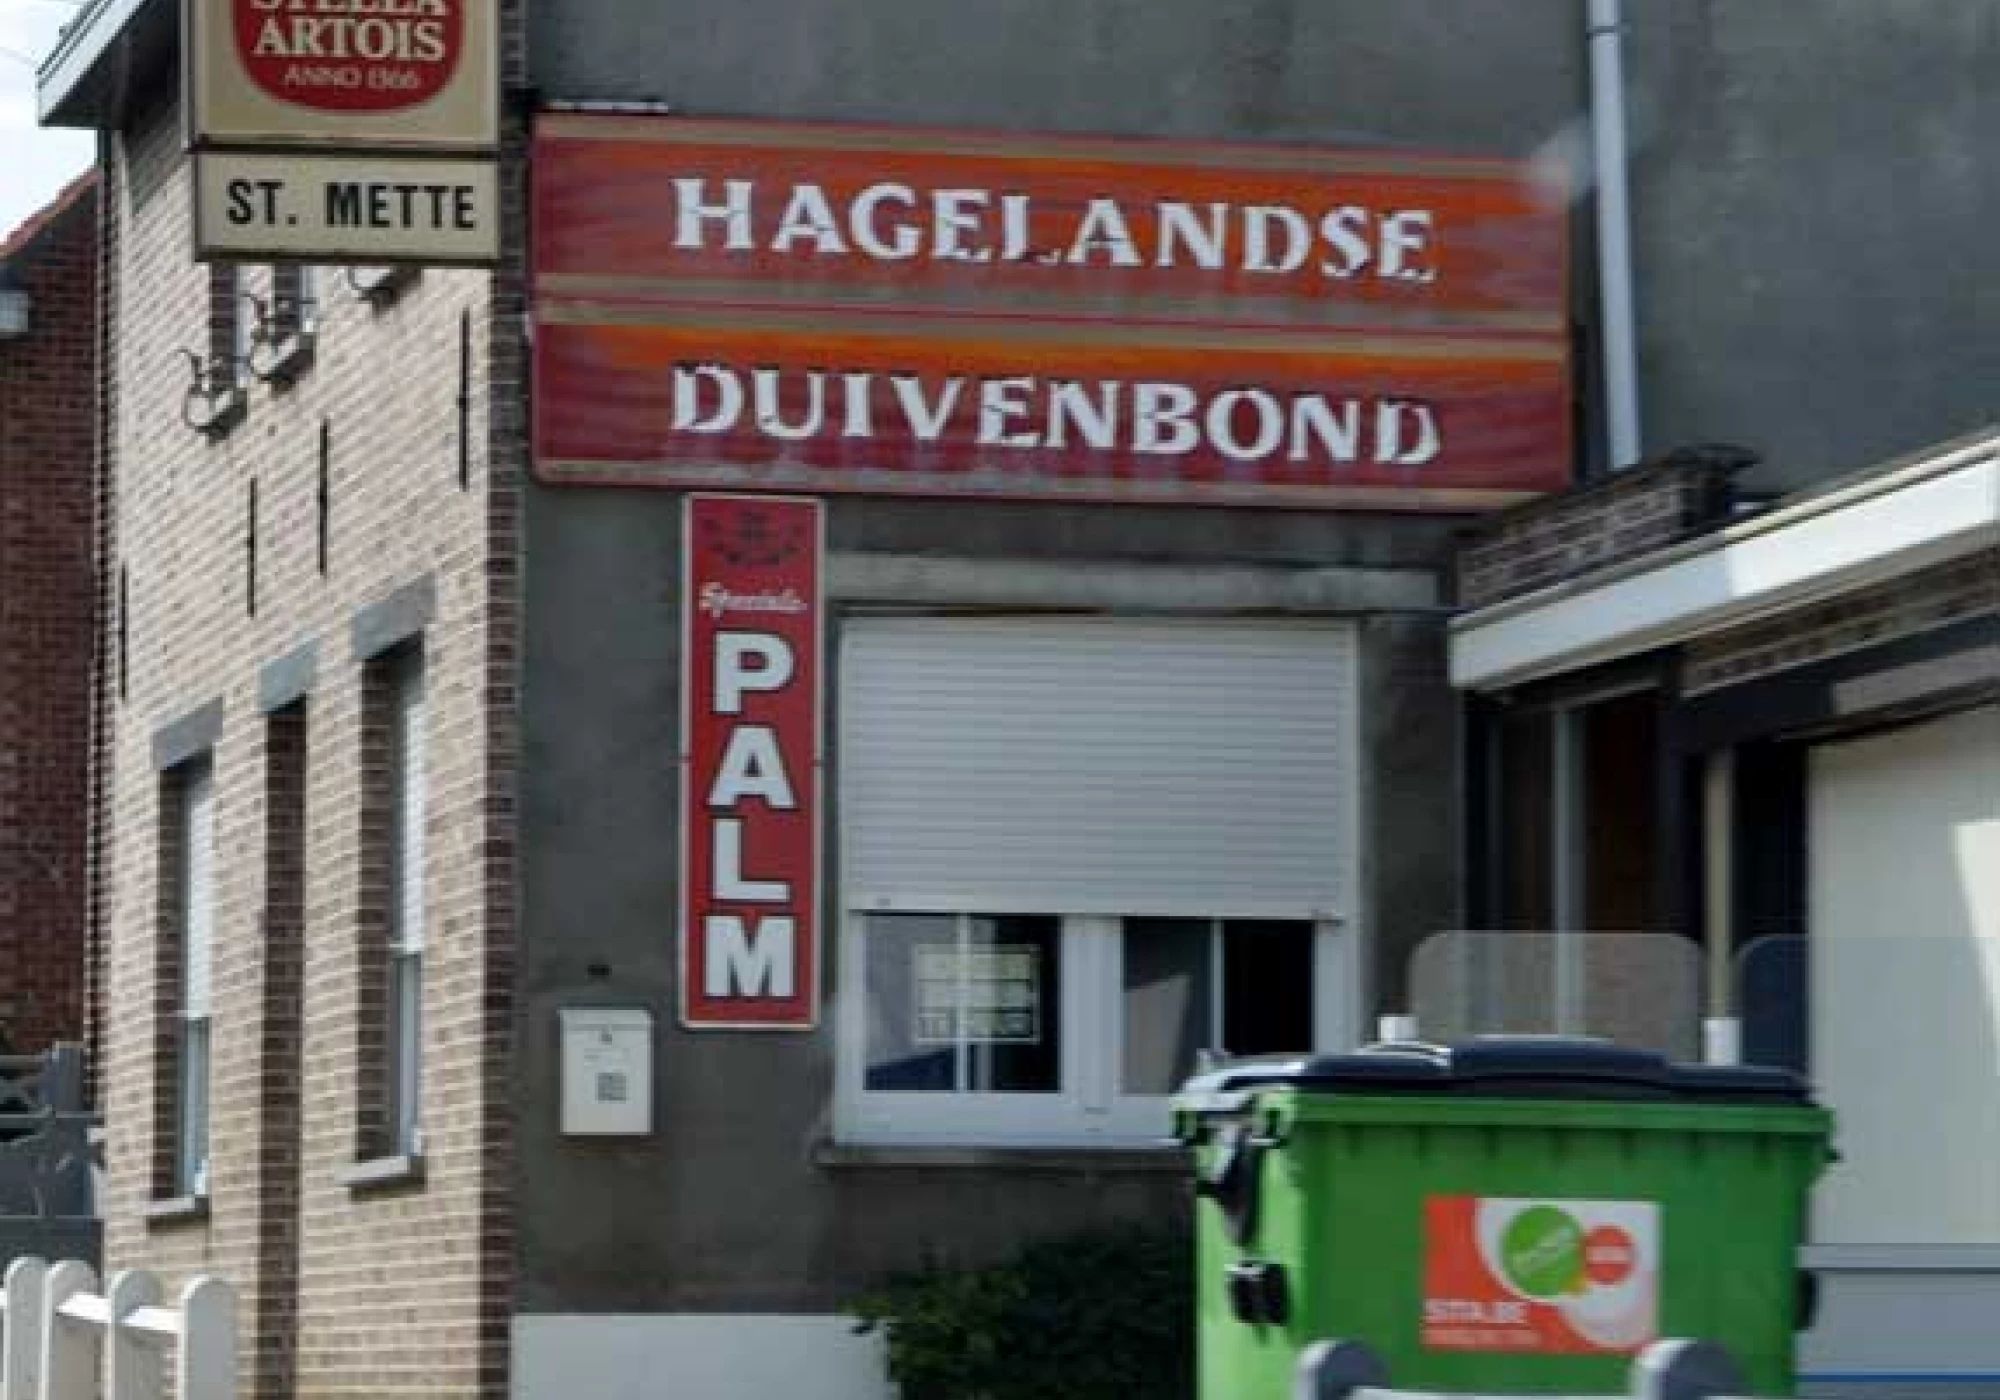 STELLA
ARTOIS
ANNO 1366
ST. METTE
HAGELANDSE
DUIVENBOND
Speciale
PALM